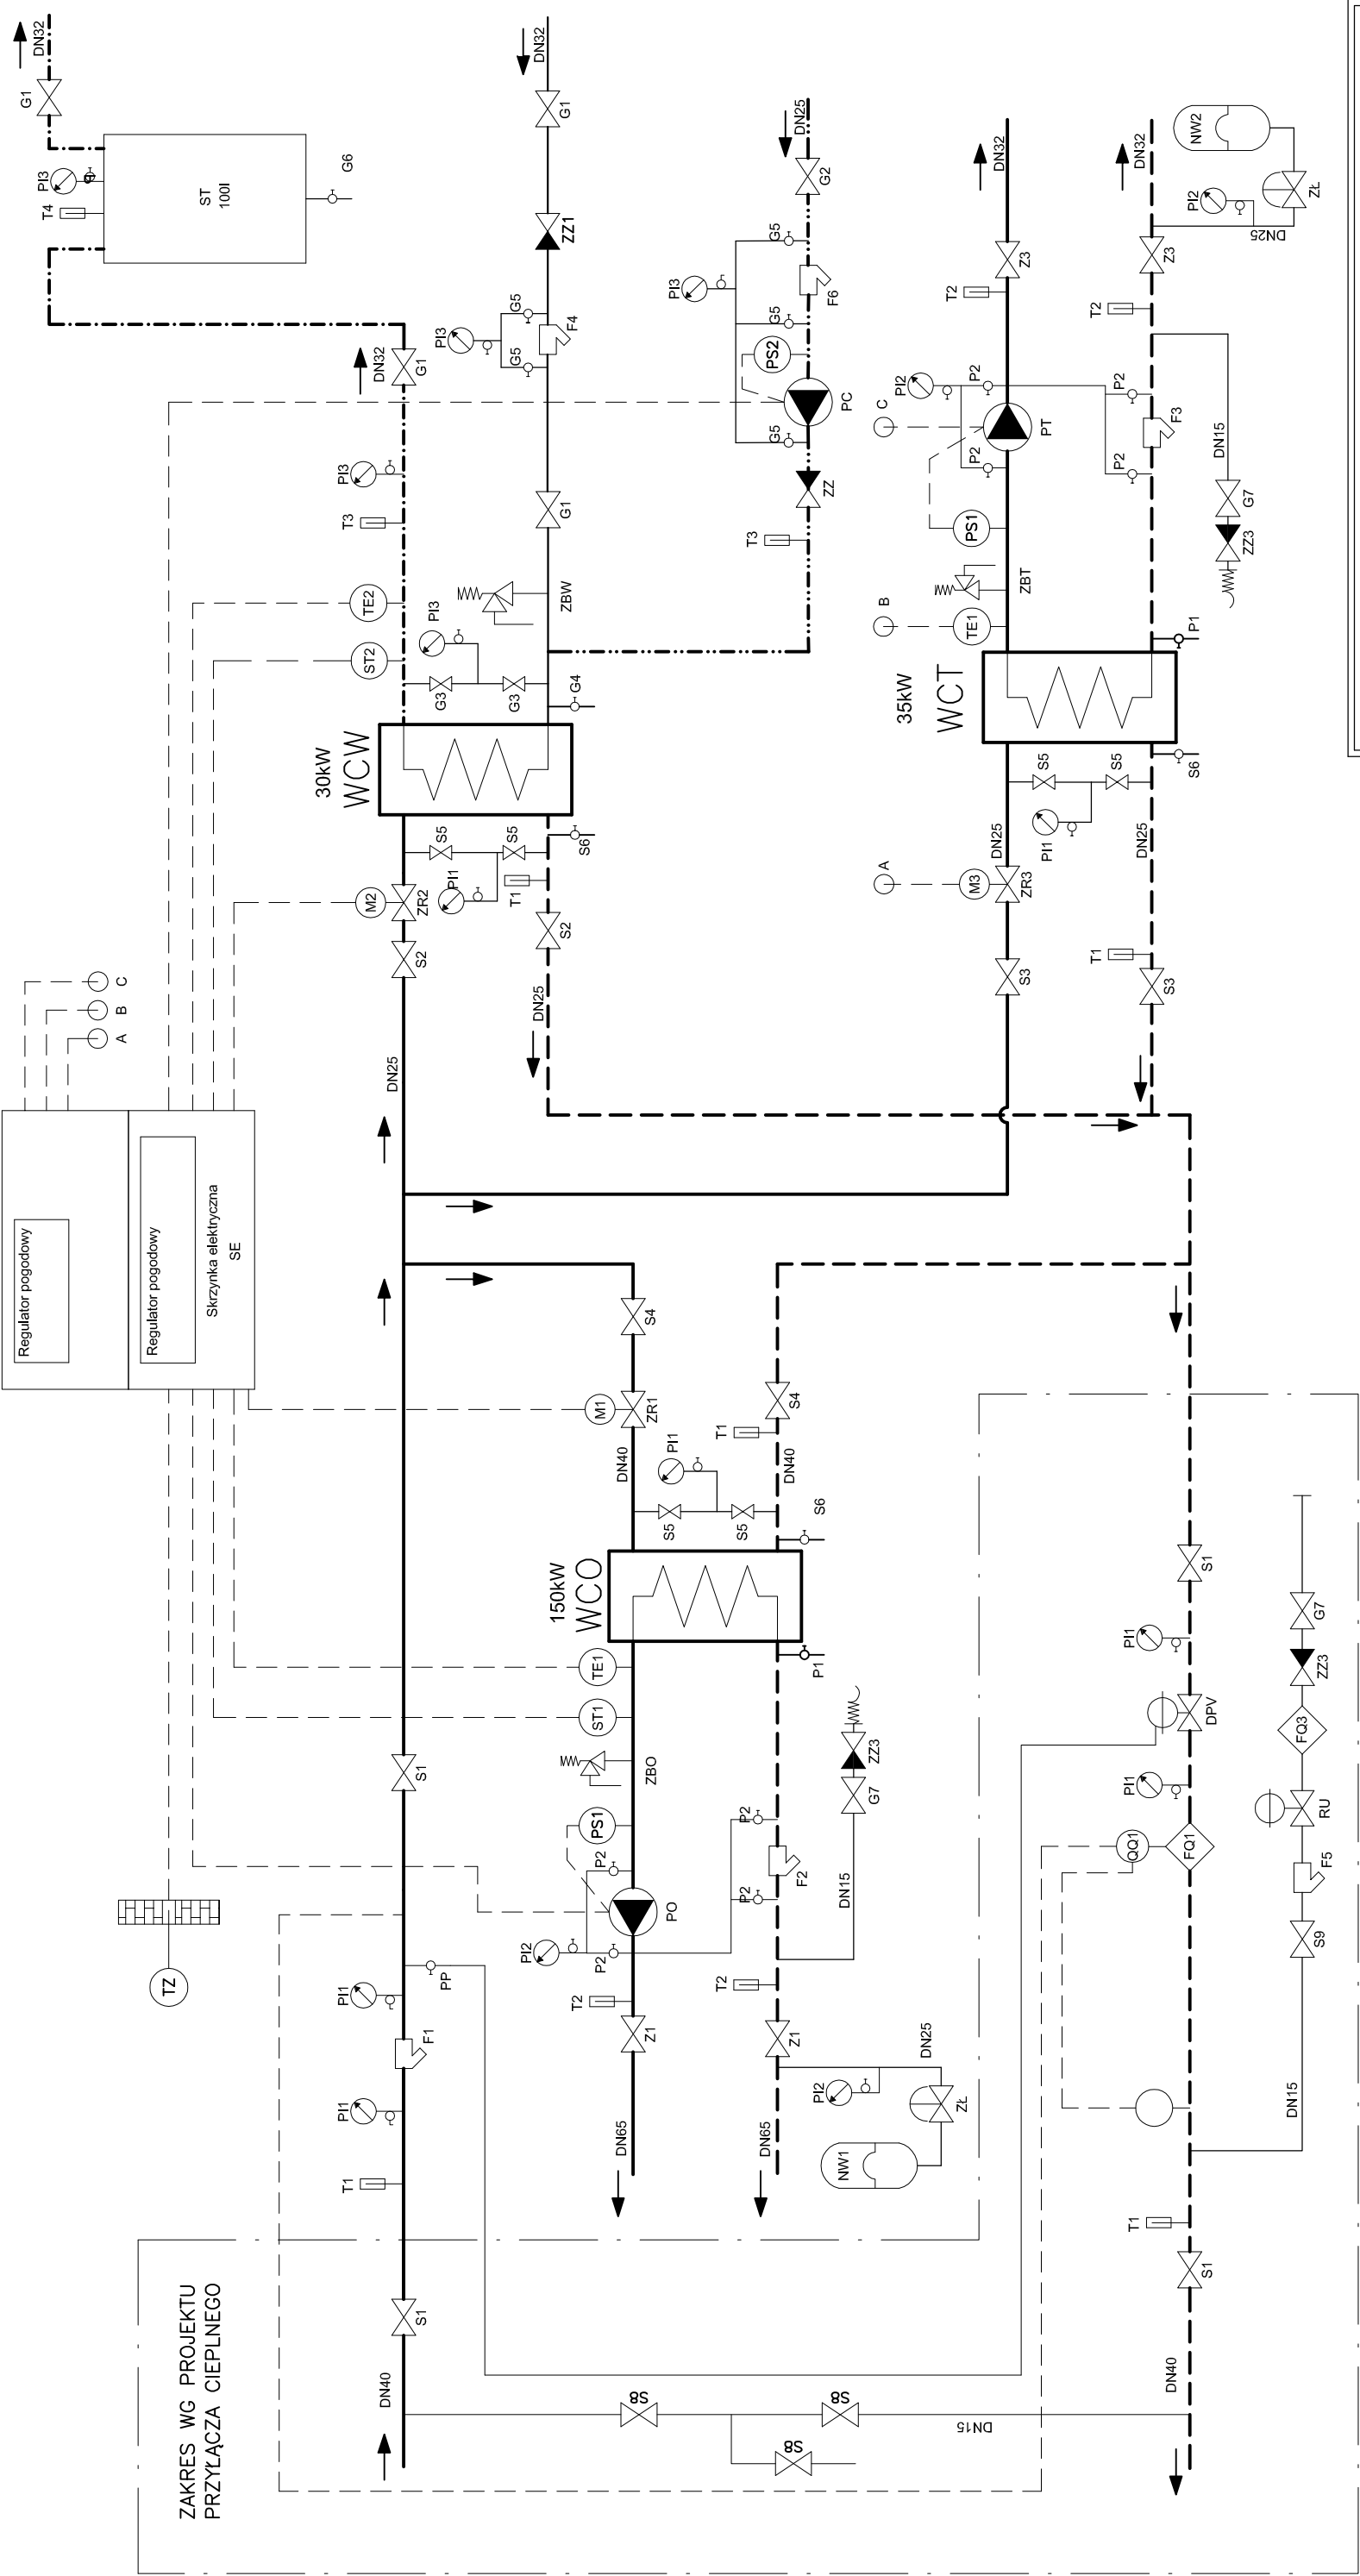 ZAKRES WG PROJEKTU
PRZYŁĄCZA CIEPLNEGO
TZ
Regulator pogodowy
Regulator pogodowy
Skrzynka elektryczna
SE
A
B
C
G1
DN32
T4
PI3
ST
100l
G6
DN40
S1
T1
PI1
F1
PI1
PP
S1
DN25
S2
M2
ZR2
S5
S5
PI1
T1
S6
S2
DN25
30kW
WCW
ST2
TE2
T3
PI3
G1
DN32
G3
G3
PI3
G4
ZBW
G1
G5
G5
PI3
F4
ZZ1
G1
DN32
T3
ZZ
G5
PC
PS2
G5
PI3
F6
G5
G2
DN25
DN65
Z1
T2
PI2
P2
PO
P2
PS1
ZBO
ST1
TE1
150kW
WCO
S5
S5
PI1
DN40
M1
ZR1
S4
DN65
Z1
T2
P2
F2
P2
P1
S6
DN40
T1
S4
NW1
PI2
ZŁ
DN25
DN15
G7
ZZ3
A
M3
ZR3
S3
DN25
PI1
S5
S5
35kW
WCT
B
TE1
ZBT
PS1
C
P2
PT
P2
PI2
T2
Z3
DN32
S3
T1
DN25
S6
P1
P2
F3
P2
T2
Z3
DN32
PI2
DN25
ZŁ
NW2
ZZ3
G7
DN15
S8
S8
S8
DN15
DN40
S1
T1
QQ1
FQ1
PI1
DPV
PI1
S1
DN15
S9
F5
RU
FQ3
ZZ3
G7